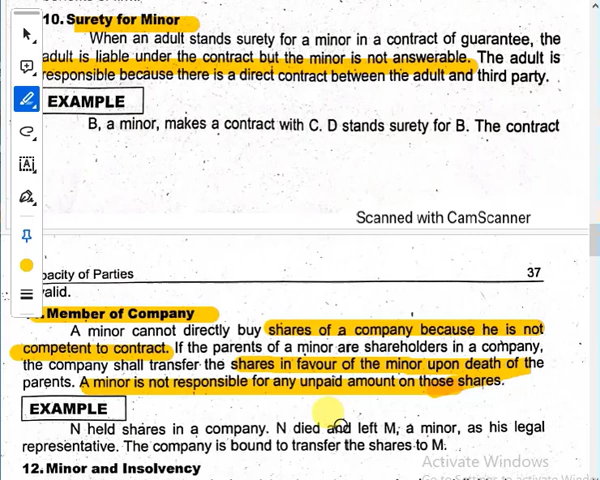 10. Surety for Minor
When an adult stands surety for a minor in a contract of guarantee, the
adult is liable under the contract but the minor is not answerable. The adult is
responsible because there is a direct contract between the adult and third party.
EXAMPLE
B, a minor, makes a contract with C. D stands surety for B. The contract
Scanned with CamScanner
pacity of Parties 37
alid.
Member of Company
A minor cannot directly buy shares of a company because he is not
competent to contract. If the parents of a minor are shareholders in a company,
the company shall transfer the shares in favour of the minor upon death of the
parents. A minor is not responsible for any unpaid amount on those shares.
EXAMPLE
N held shares in a company. N died and left M, a minor, as his legal
representative. The company is bound to transfer the shares to M.
Activate Windows
12. Minor and Insolvency